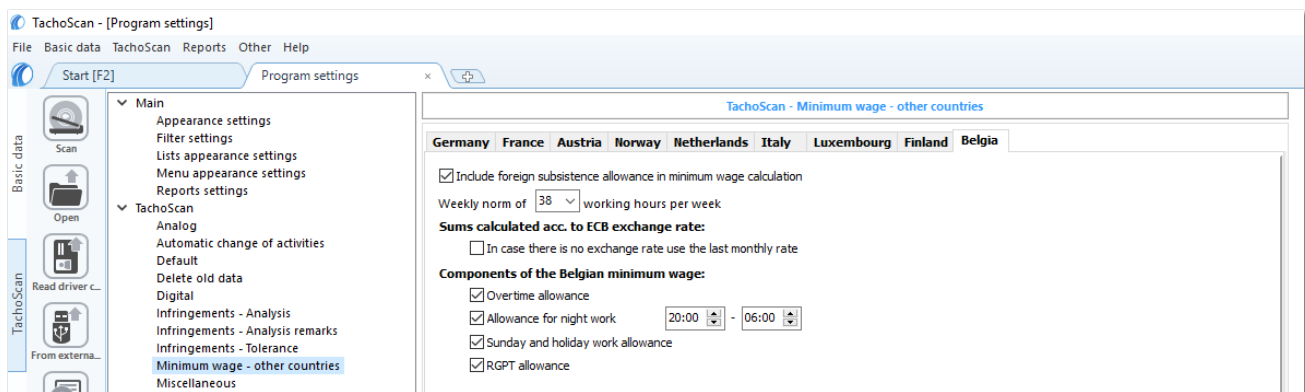 TachoScan - [Program settings]
File Basic data TachoScan Reports Other Help
Start [F2]
Program settings ×
Basic data
TachoScan
Scan
Open
Read driver c...
From externa...
Main
Appearance settings
Filter settings
Lists appearance settings
Menu appearance settings
Reports settings
TachoScan
Analog
Automatic change of activities
Default
Delete old data
Digital
Infringements - Analysis
Infringements - Analysis remarks
Infringements - Tolerance
Minimum wage - other countries
Miscellaneous
TachoScan - Minimum wage - other countries
Germany France Austria Norway Netherlands Italy Luxembourg Finland Belgia
Include foreign subsistence allowance in minimum wage calculation
Weekly norm of 38 working hours per week
Sums calculated acc. to ECB exchange rate:
In case there is no exchange rate use the last monthly rate
Components of the Belgian minimum wage:
Overtime allowance
Allowance for night work 20:00 - 06:00
Sunday and holiday work allowance
RGPT allowance